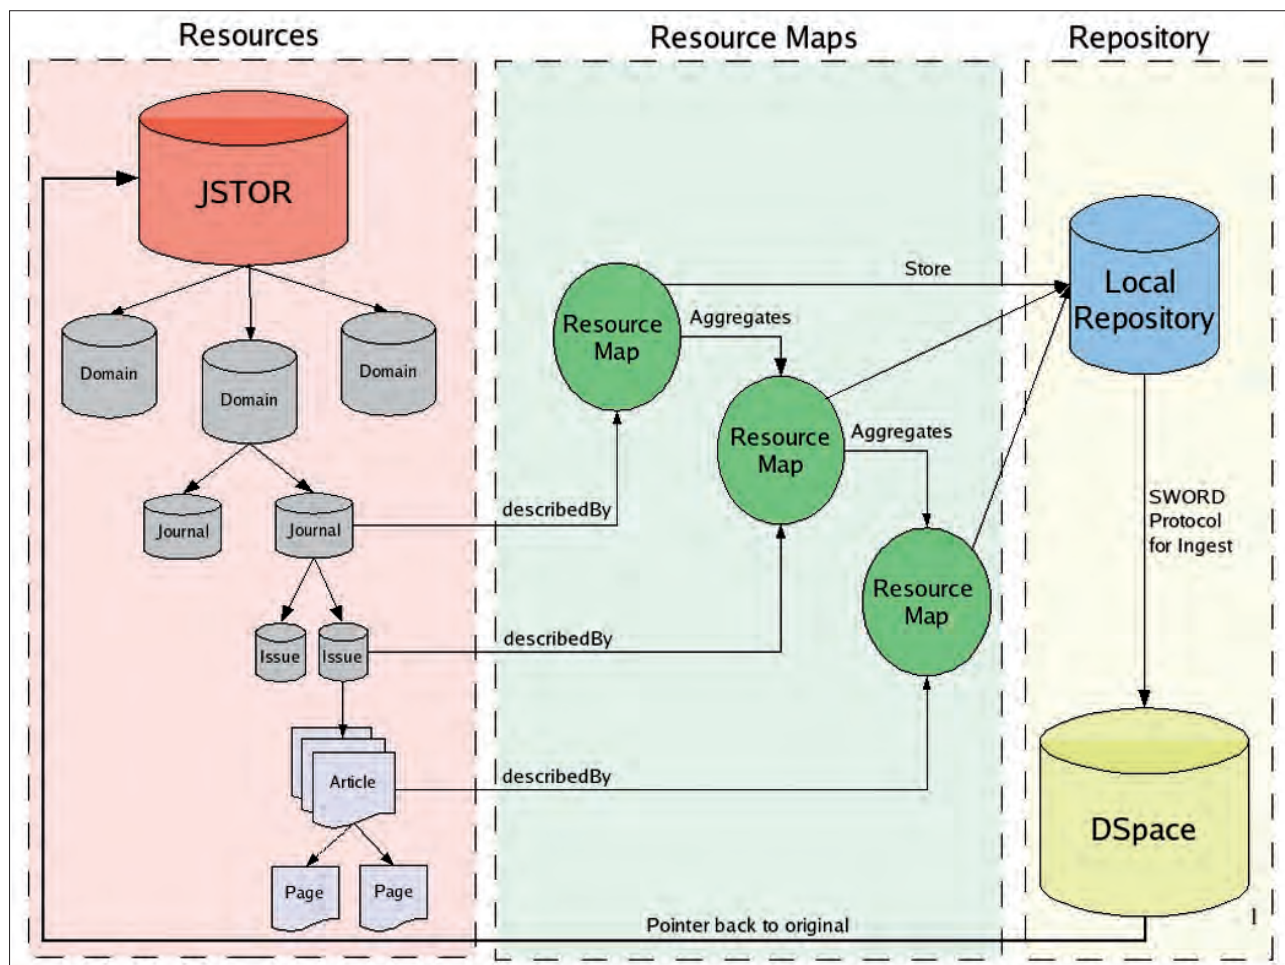 Resources
Resource Maps
Repository
JSTOR
Domain
Domain
Domain
Journal
Journal
Issue
Issue
Article
Page
Page
describedBy
describedBy
describedBy
Resource
Map
Aggregates
Resource
Map
Aggregates
Resource
Map
Store
Local
Repository
SWORD
Protocol
for Ingest
DSpace
1
Pointer back to original